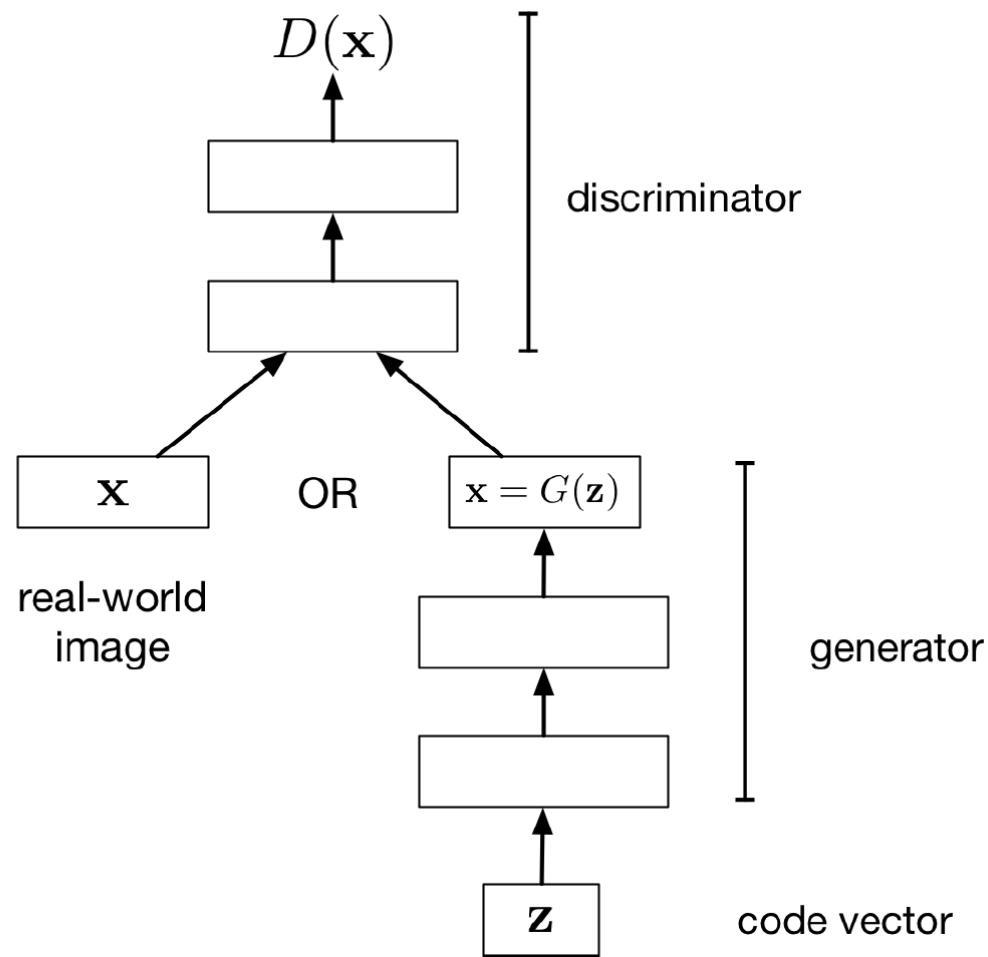 D(x)
discriminator
x
OR
x = G(z)
real-world
image
generator
z
code vector